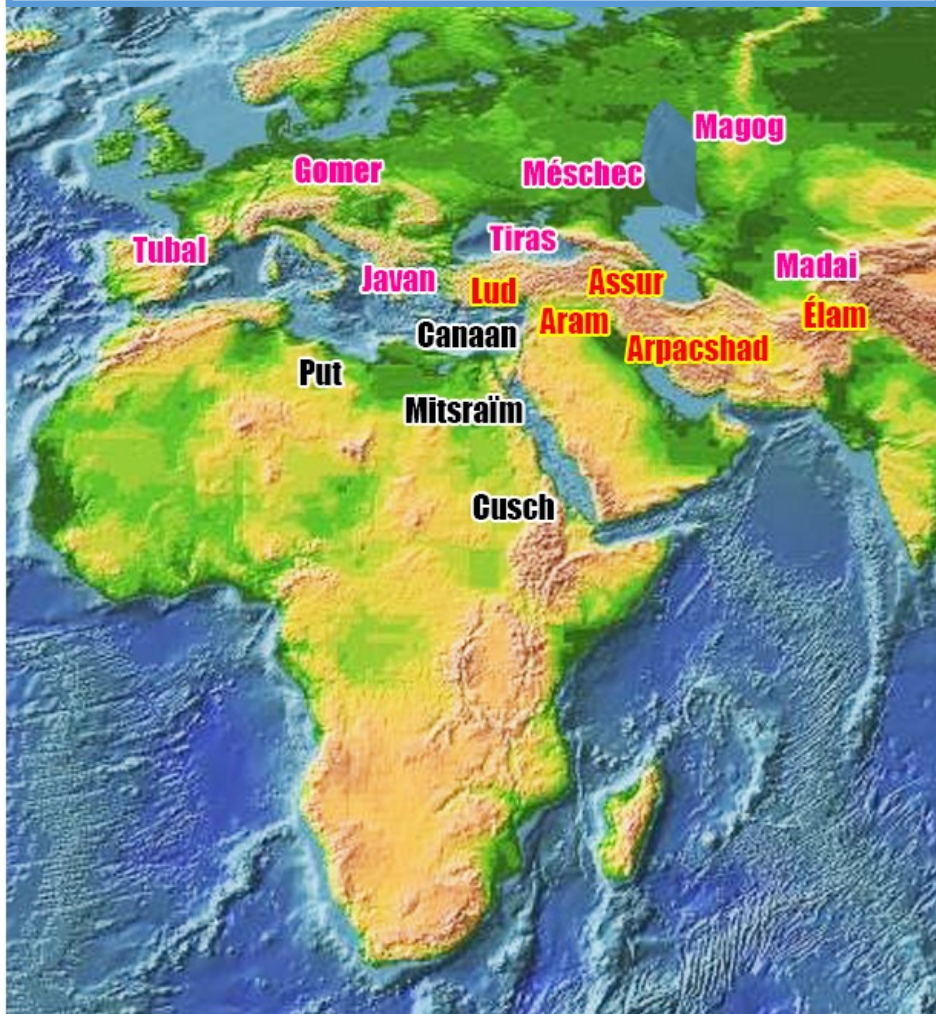 Magog
Gomer
Méschec
Tubal
Tiras
Javan
Madai
Lud
Assur
Élam
Aram
Canaan
Arpacshad
Put
Mitsraïm
Cusch